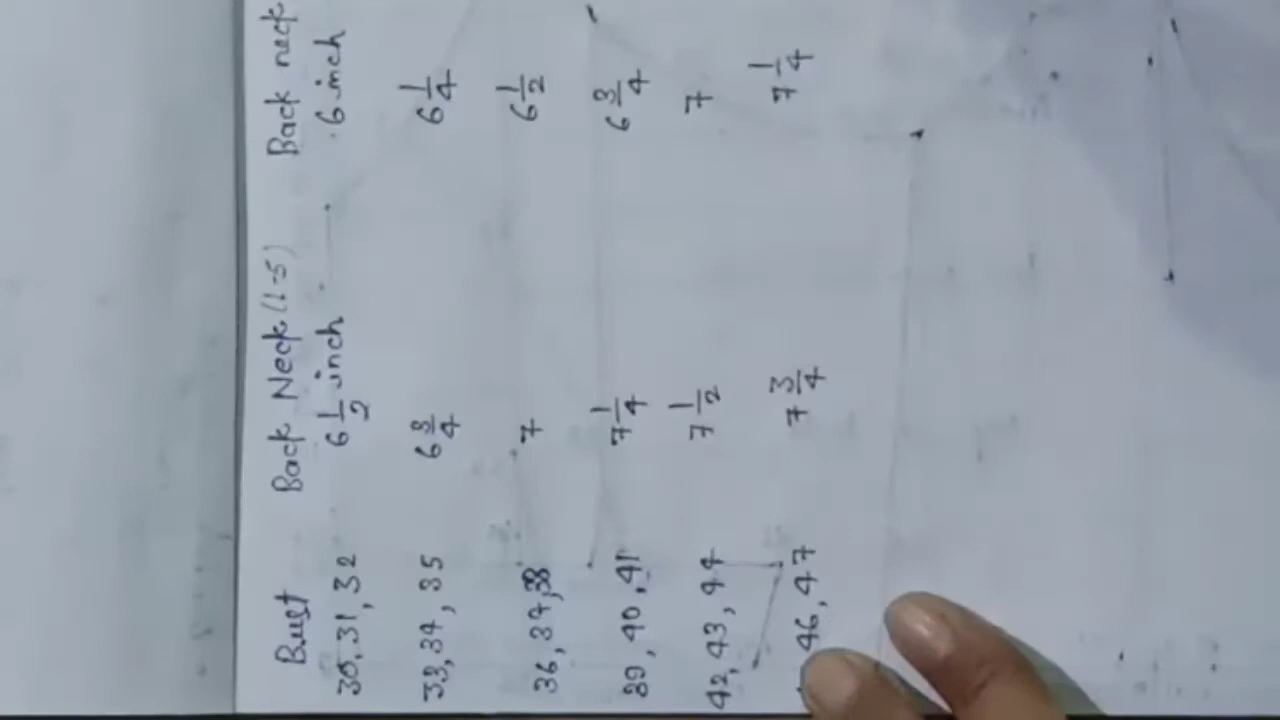 Bust Back Neck (1-5) Back neck
30, 31, 32 6 1/2 inch 6 inch
33, 34, 35 6 3/4 6 1/4
36, 37, 38 7 6 1/2
39, 40, 41 7 1/4 6 3/4
42, 43, 44 7 1/2 7
46, 47 7 3/4 7 1/4